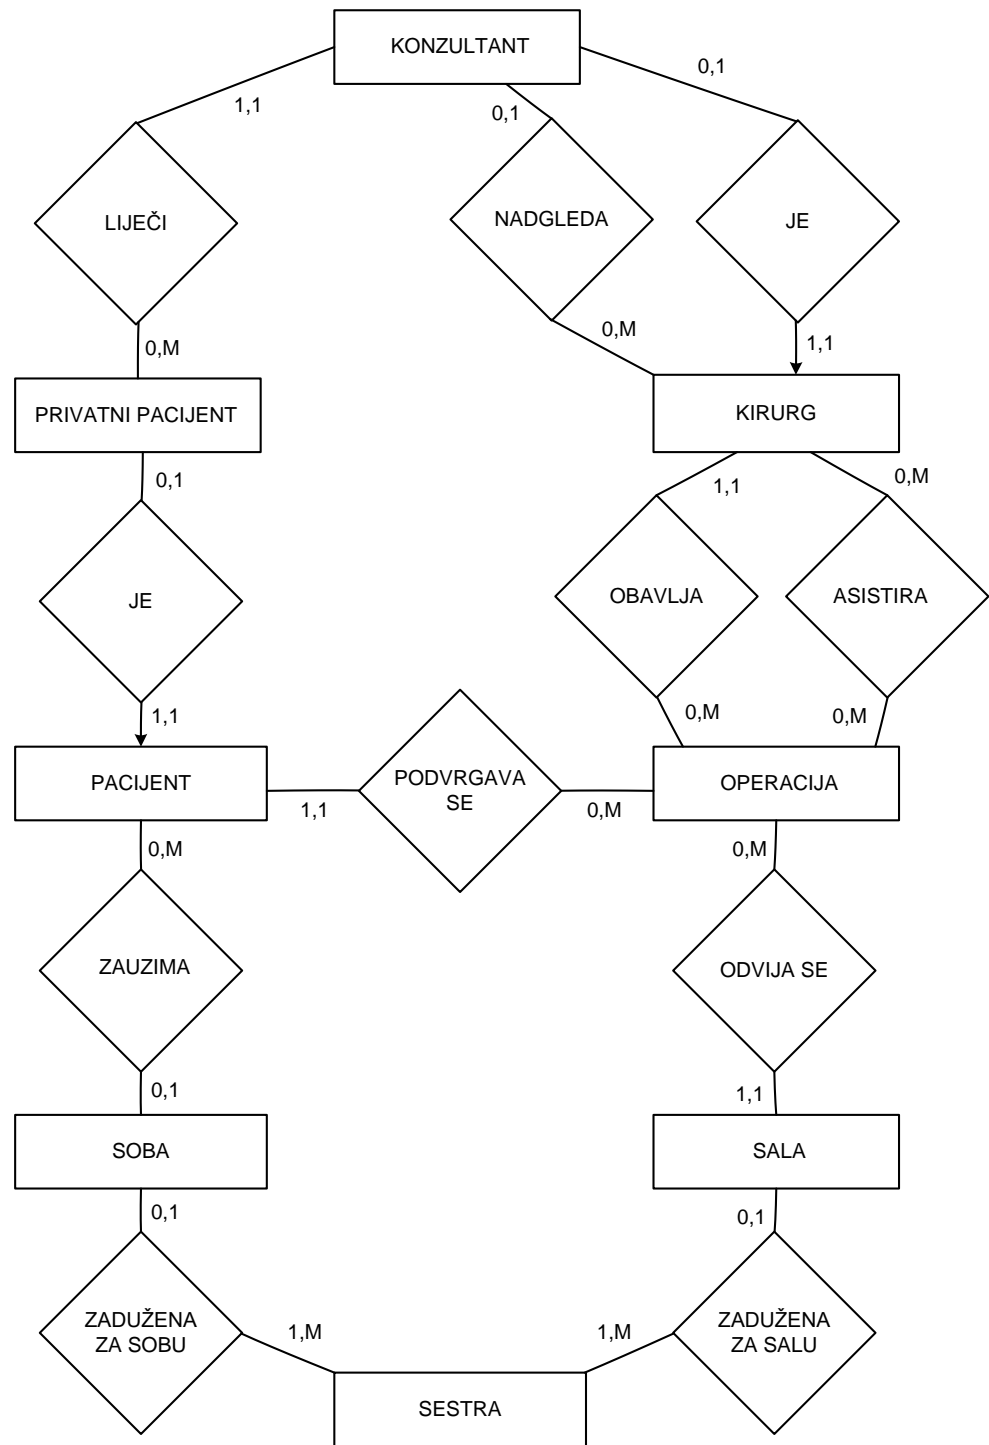 KONZULTANT
0,1
1,1
0,1
LIJEČI
NADGLEDA
JE
0,M
0,M
1,1
PRIVATNI PACIJENT
KIRURG
0,1
1,1
0,M
JE
OBAVLJA
ASISTIRA
1,1
0,M
0,M
PACIJENT
PODVRGAVA
SE
OPERACIJA
1,1
0,M
0,M
0,M
ZAUZIMA
ODVIJA SE
0,1
1,1
SOBA
SALA
0,1
0,1
ZADUŽENA
ZA SOBU
ZADUŽENA
ZA SALU
1,M
1,M
SESTRA